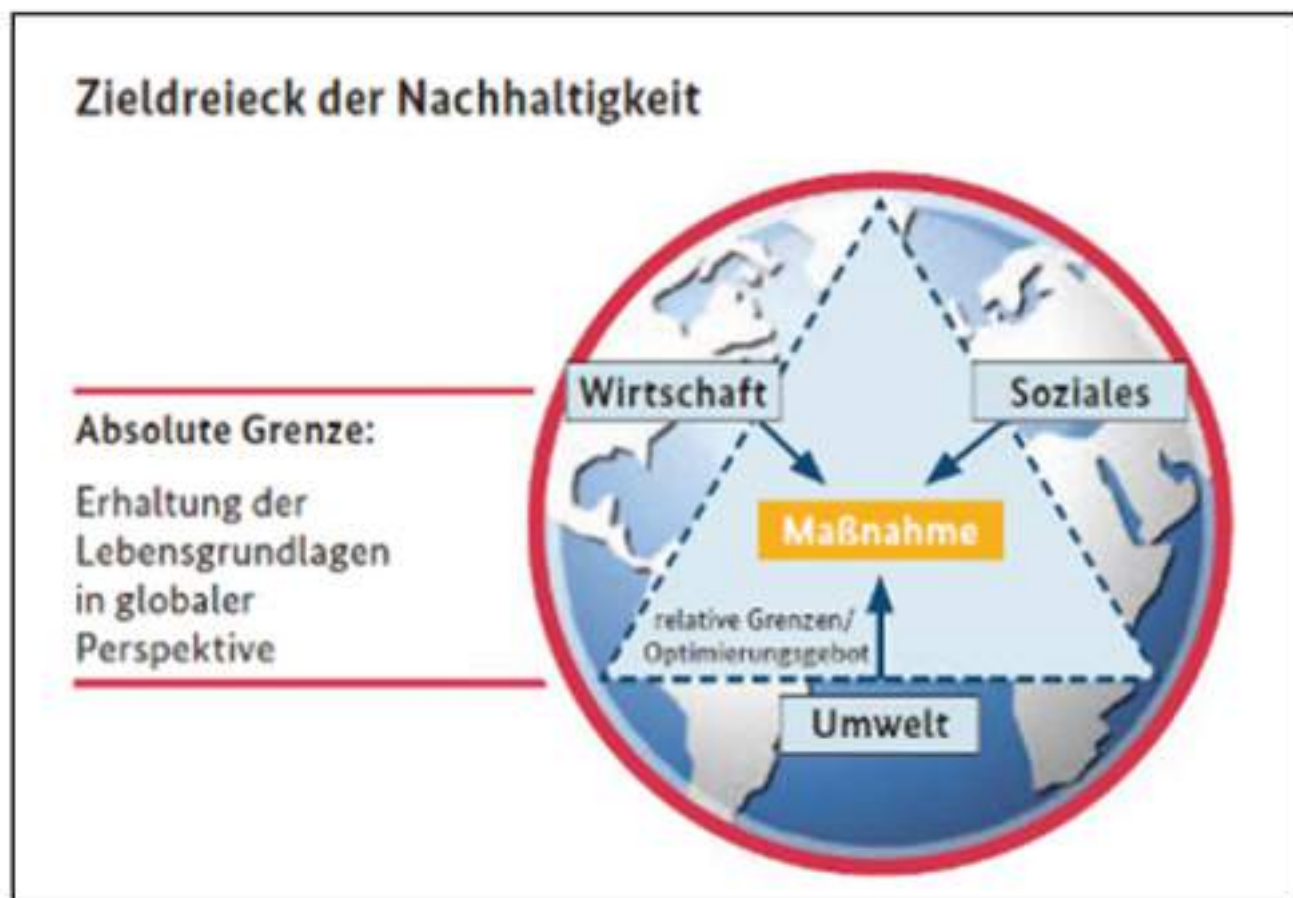 Zieldreieck der Nachhaltigkeit
Absolute Grenze:
Erhaltung der
Lebensgrundlagen
in globaler
Perspektive
Wirtschaft
Soziales
Maßnahme
relative Grenzen/
Optimierungsgebot
Umwelt